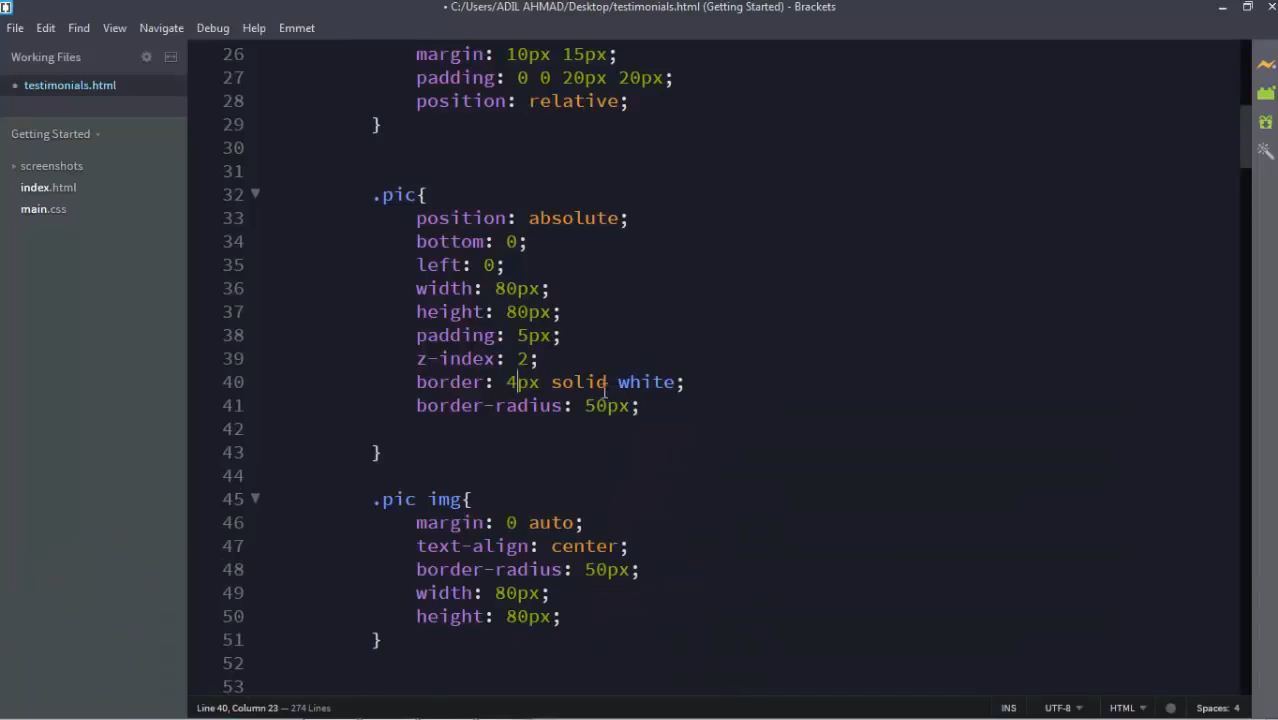 • C:/Users/ADIL AHMAD/Desktop/testimonials.html (Getting Started) - Brackets
File Edit Find View Navigate Debug Help Emmet
Working Files
• testimonials.html
Getting Started
screenshots
index.html
main.css
26 margin: 10px 15px;
27 padding: 0 0 20px 20px;
28 position: relative;
29 }
30
31
32 .pic{
33 position: absolute;
34 bottom: 0;
35 left: 0;
36 width: 80px;
37 height: 80px;
38 padding: 5px;
39 z-index: 2;
40 border: 4px solid white;
41 border-radius: 50px;
42
43 }
44
45 .pic img{
46 margin: 0 auto;
47 text-align: center;
48 border-radius: 50px;
49 width: 80px;
50 height: 80px;
51 }
52
53
Line 40, Column 23 — 274 Lines
INS UTF-8 HTML Spaces: 4